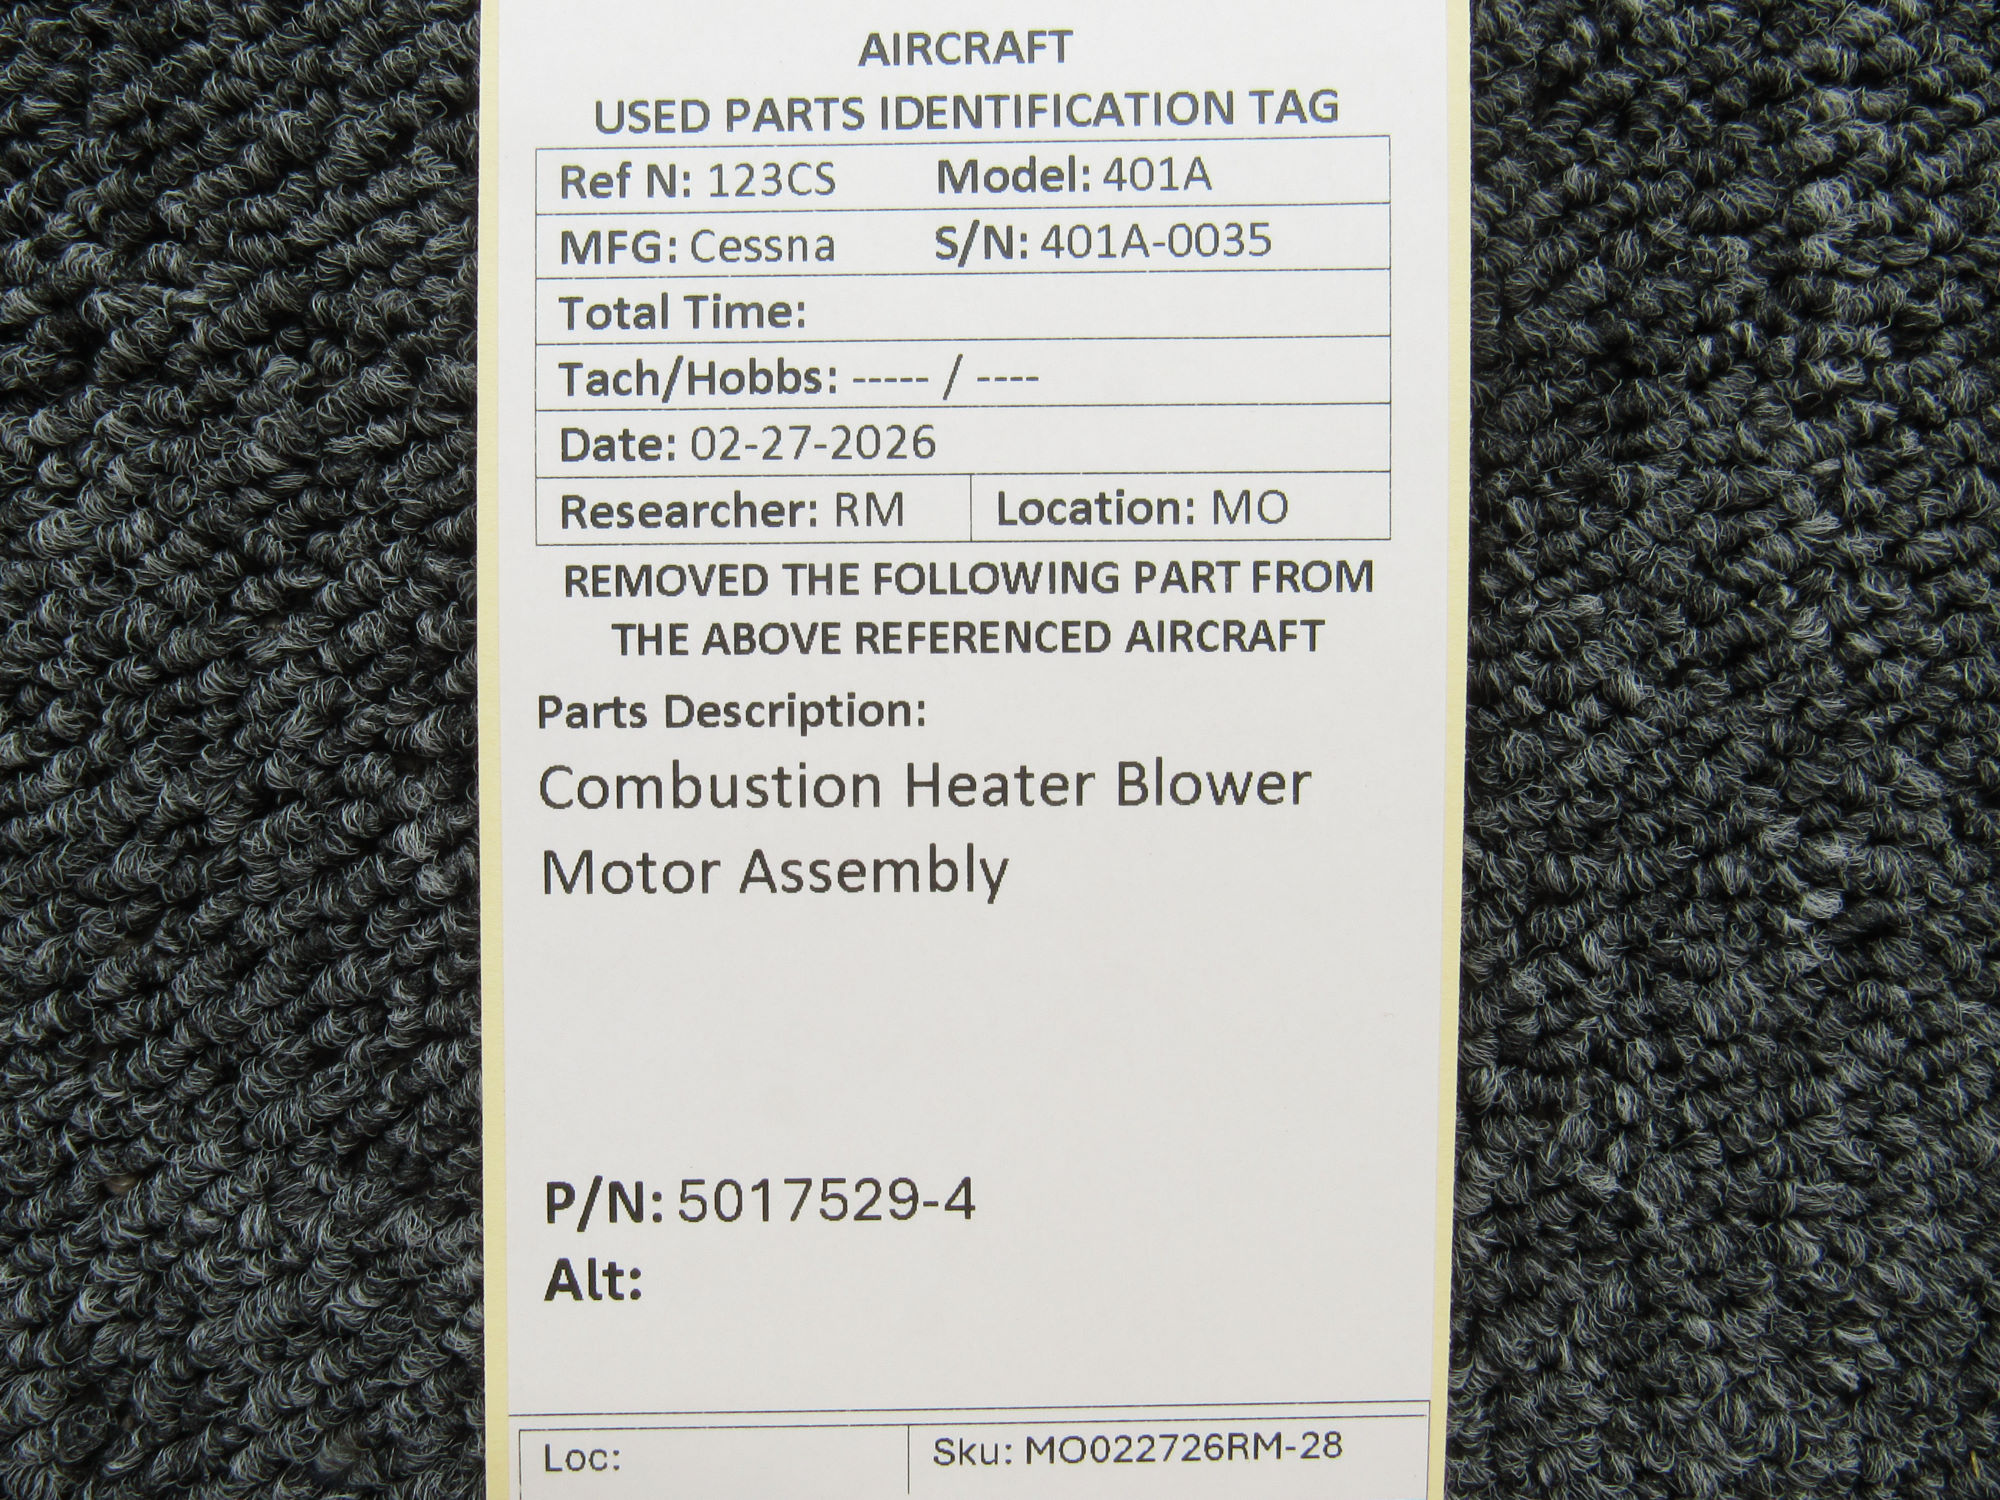 AIRCRAFT
USED PARTS IDENTIFICATION TAG
Ref N: 123CS Model: 401A
MFG: Cessna S/N: 401A-0035
Total Time:
Tach/Hobbs: ----- / ----
Date: 02-27-2026
Researcher: RM Location: MO
REMOVED THE FOLLOWING PART FROM
THE ABOVE REFERENCED AIRCRAFT
Parts Description:
Combustion Heater Blower
Motor Assembly
P/N: 5017529-4
Alt:
Loc: Sku: MO022726RM-28